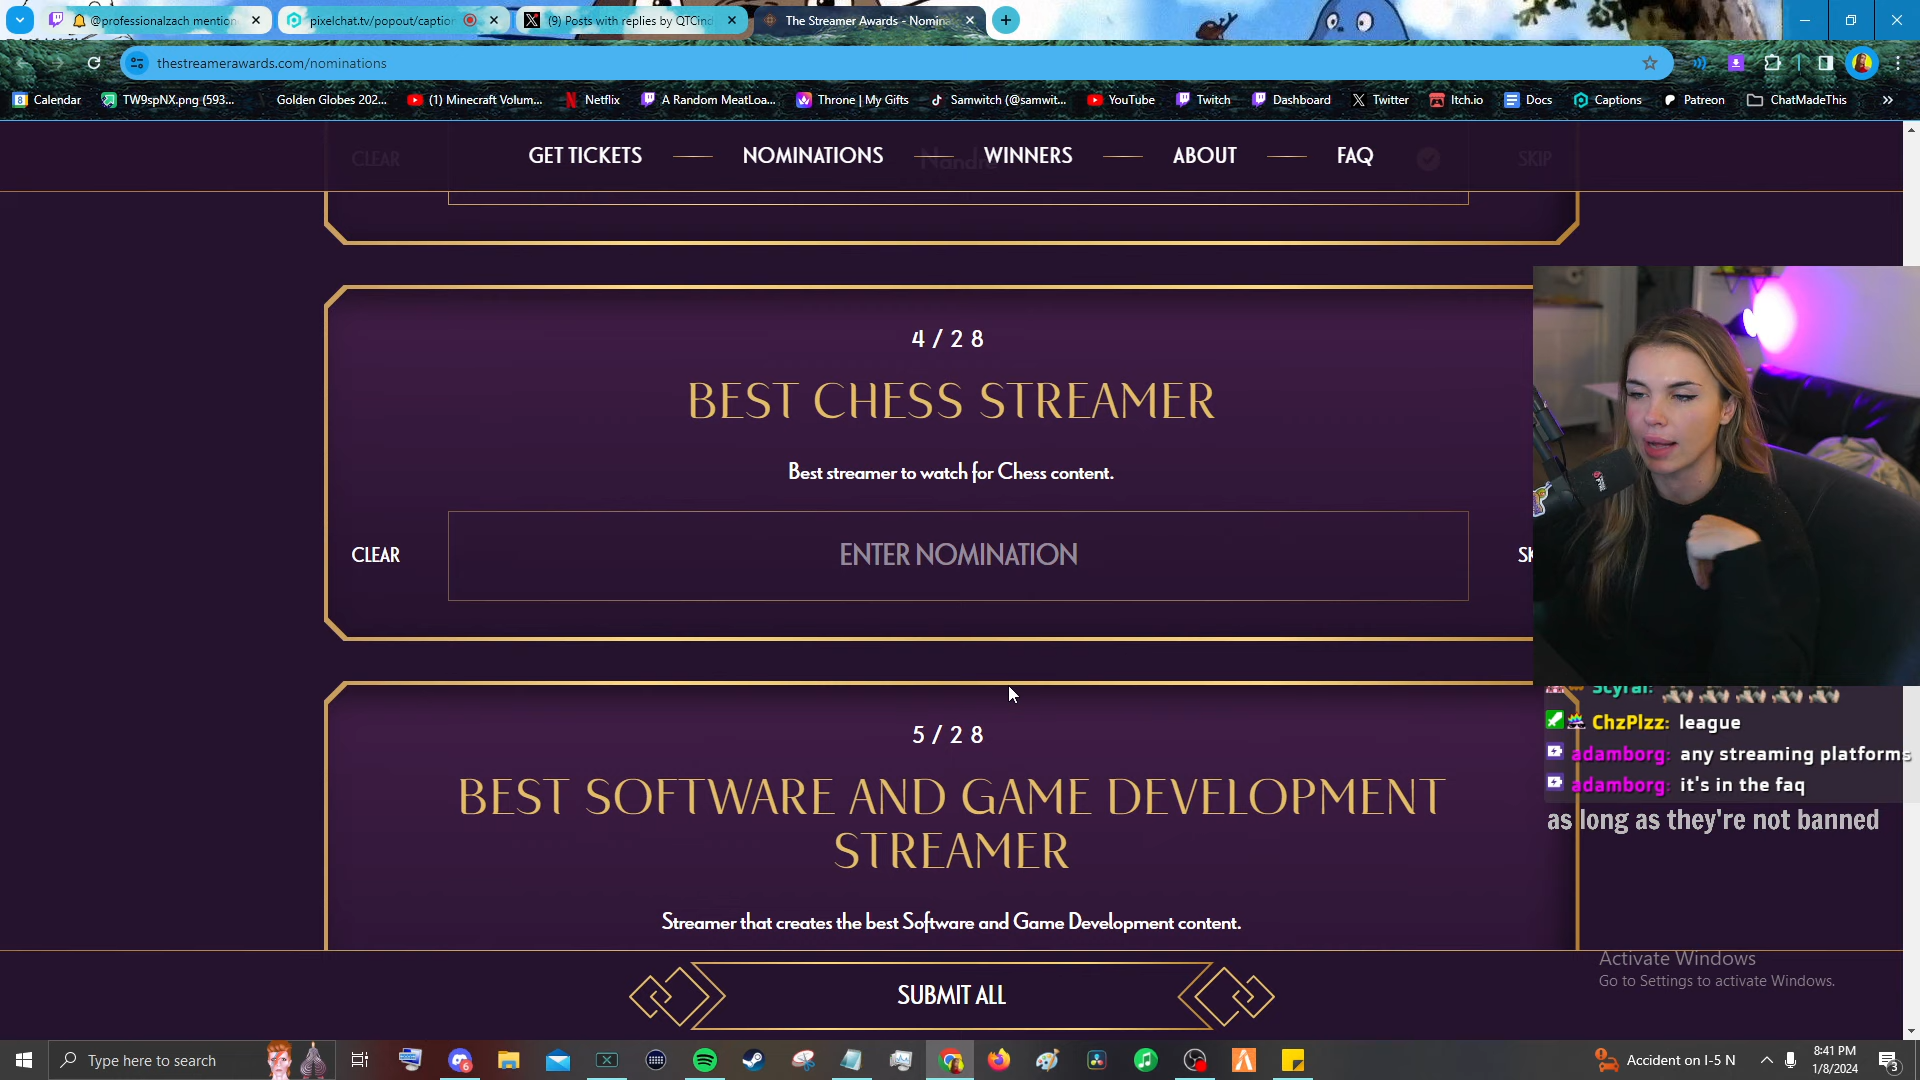 @professionalzach mention
pixelchat.tv/popout/captio
(9) Posts with replies by QTCind
The Streamer Awards - Nomina
thestreamerawards.com/nominations
Calendar
TW9spNX.png (593...
Golden Globes 202...
(1) Minecraft Volum...
Netflix
A Random MeatLoa...
Throne | My Gifts
Samwitch (@samwit...
YouTube
Twitch
Dashboard
Twitter
Itch.io
Docs
Captions
Patreon
ChatMadeThis
GET TICKETS
NOMINATIONS
WINNERS
ABOUT
FAQ
CLEAR
SKIP
4/28
BEST CHESS STREAMER
Best streamer to watch for Chess content.
CLEAR
ENTER NOMINATION
5/28
BEST SOFTWARE AND GAME DEVELOPMENT
STREAMER
Streamer that creates the best Software and Game Development content.
SUBMIT ALL
Styral:
ChzPlzz: league
adamborg: any streaming platforms
adamborg: it's in the faq
as long as they're not banned
Activate Windows
Go to Settings to activate Windows.
Type here to search
Accident on I-5 N
8:41 PM
1/8/2024